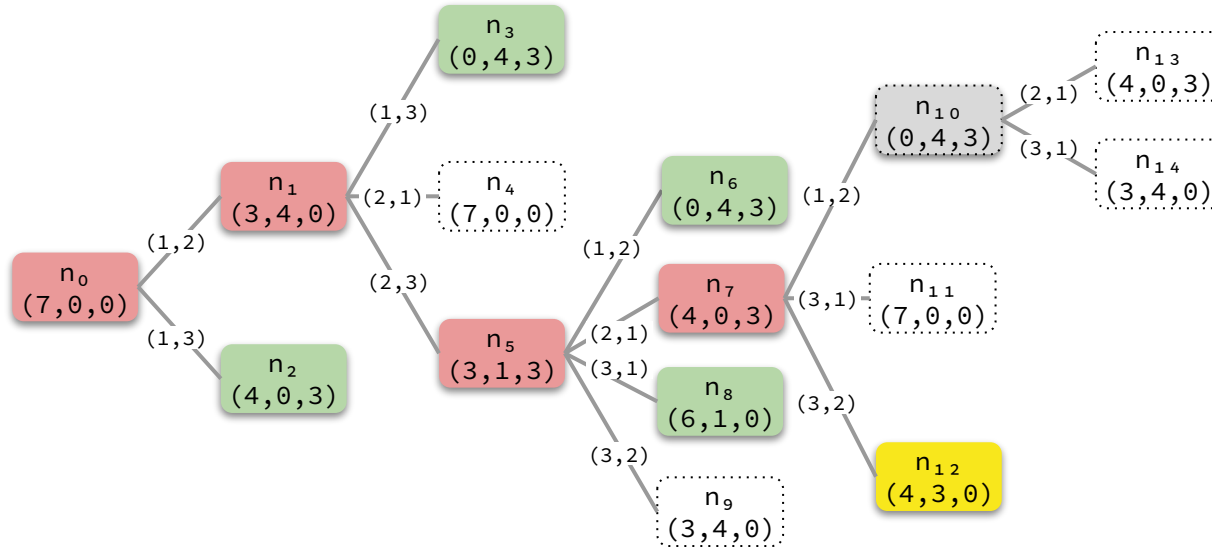 n₀
(7,0,0)
(1,2)
(1,3)
n₁
(3,4,0)
n₂
(4,0,3)
(1,3)
(2,1)
(2,3)
n₃
(0,4,3)
n₄
(7,0,0)
n₅
(3,1,3)
(1,2)
(2,1)
(3,1)
(3,2)
n₆
(0,4,3)
n₇
(4,0,3)
n₈
(6,1,0)
n₉
(3,4,0)
(1,2)
(3,1)
(3,2)
n₁₀
(0,4,3)
n₁₁
(7,0,0)
n₁₂
(4,3,0)
(2,1)
(3,1)
n₁₃
(4,0,3)
n₁₄
(3,4,0)